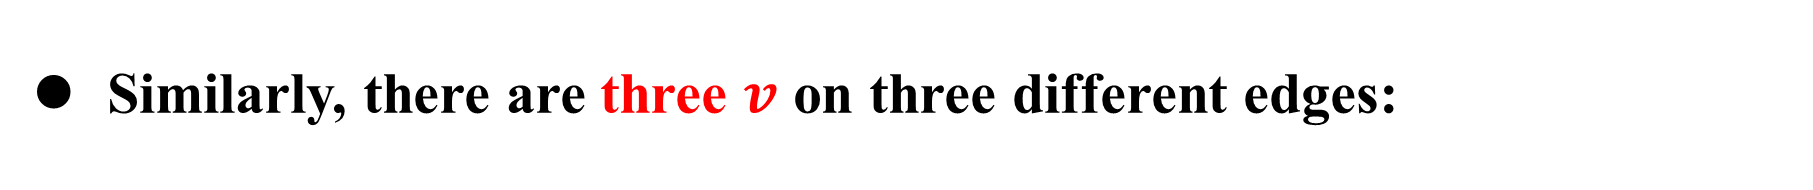 ● Similarly, there are three 𝒗 on three different edges: